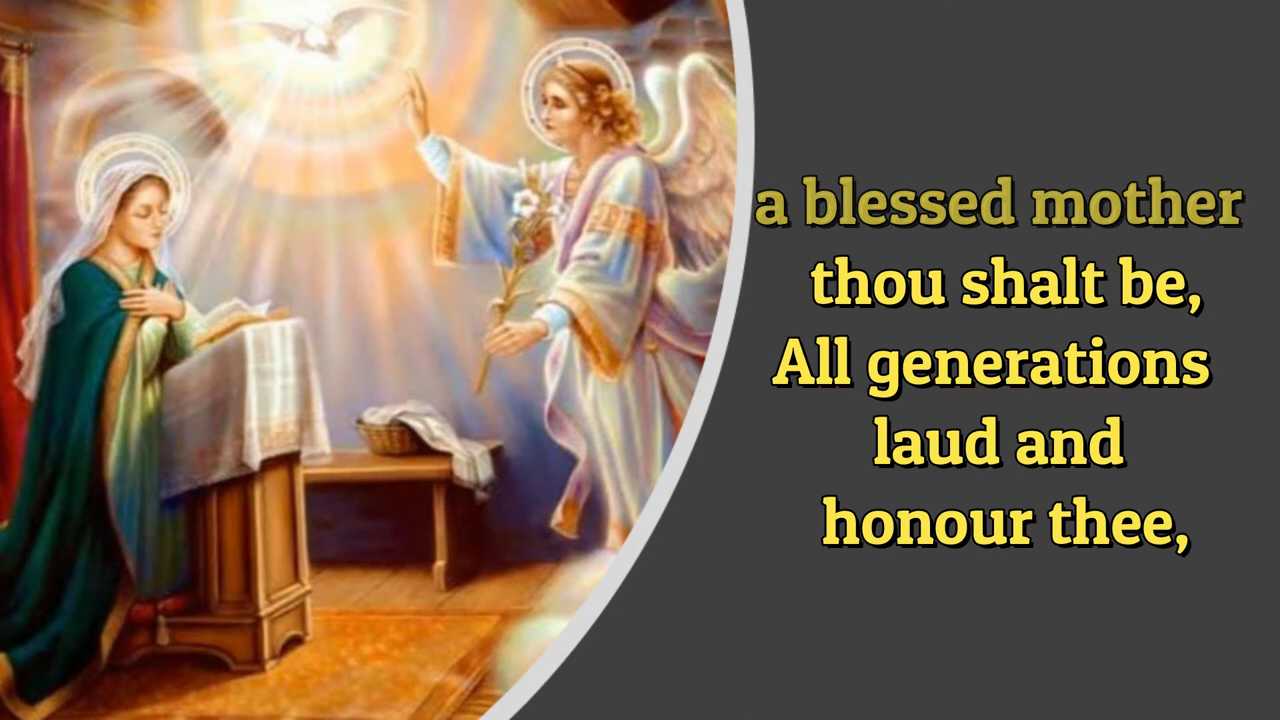 a blessed mother
thou shalt be,
All generations
laud and
honour thee,